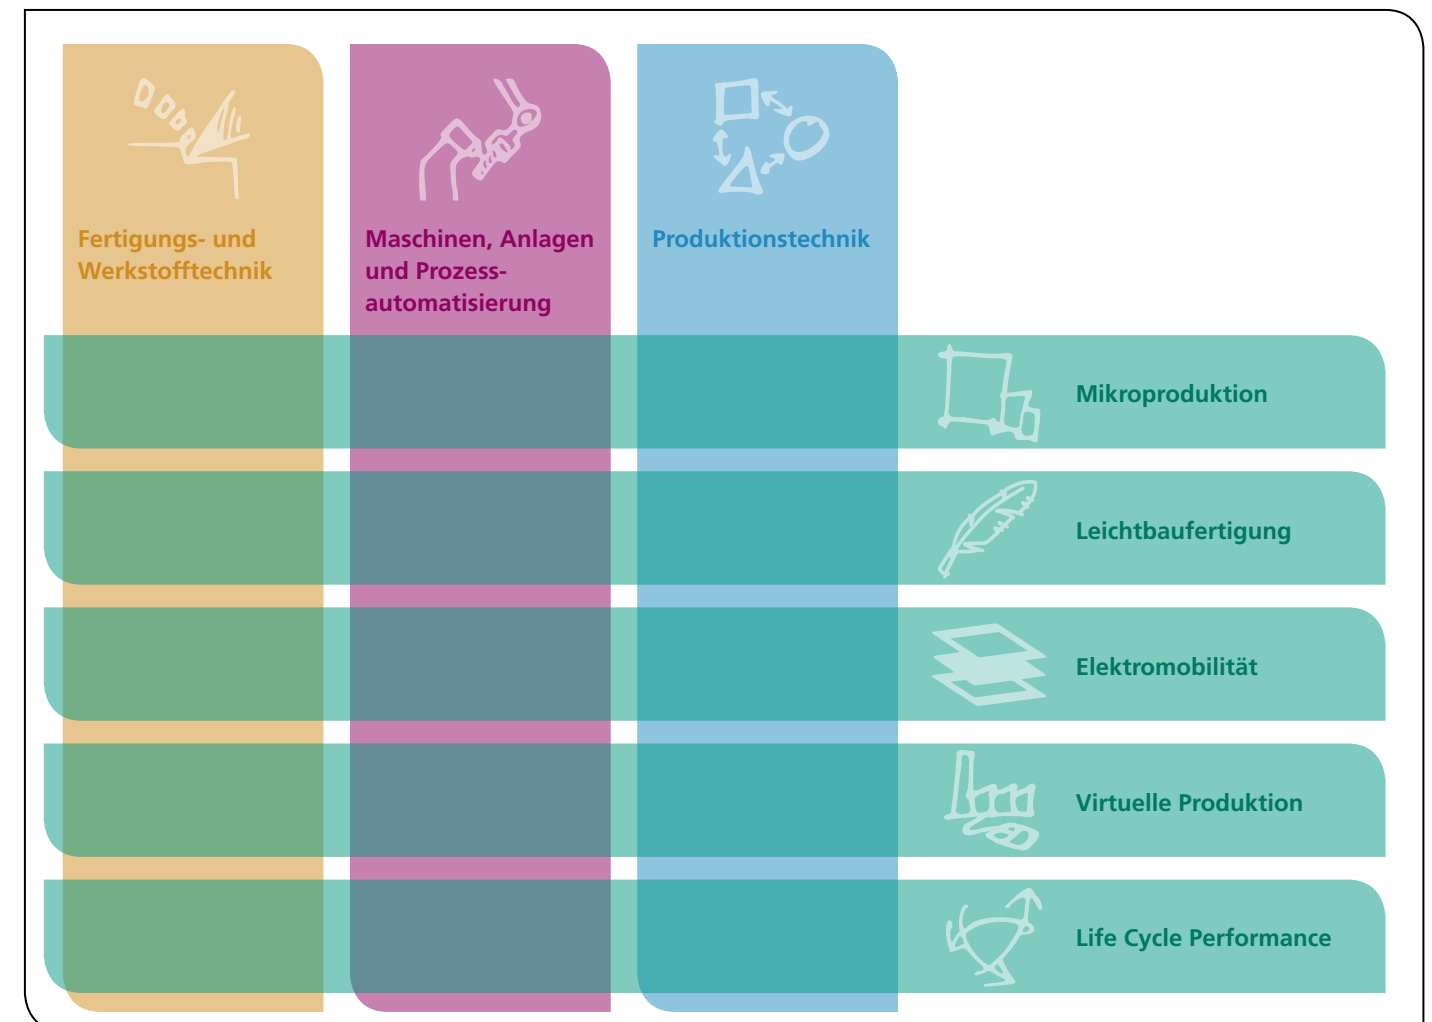 Fertigungs- und
Werkstofftechnik
Maschinen, Anlagen
und Prozess-
automatisierung
Produktionstechnik
Mikroproduktion
Leichtbaufertigung
Elektromobilität
Virtuelle Produktion
Life Cycle Performance